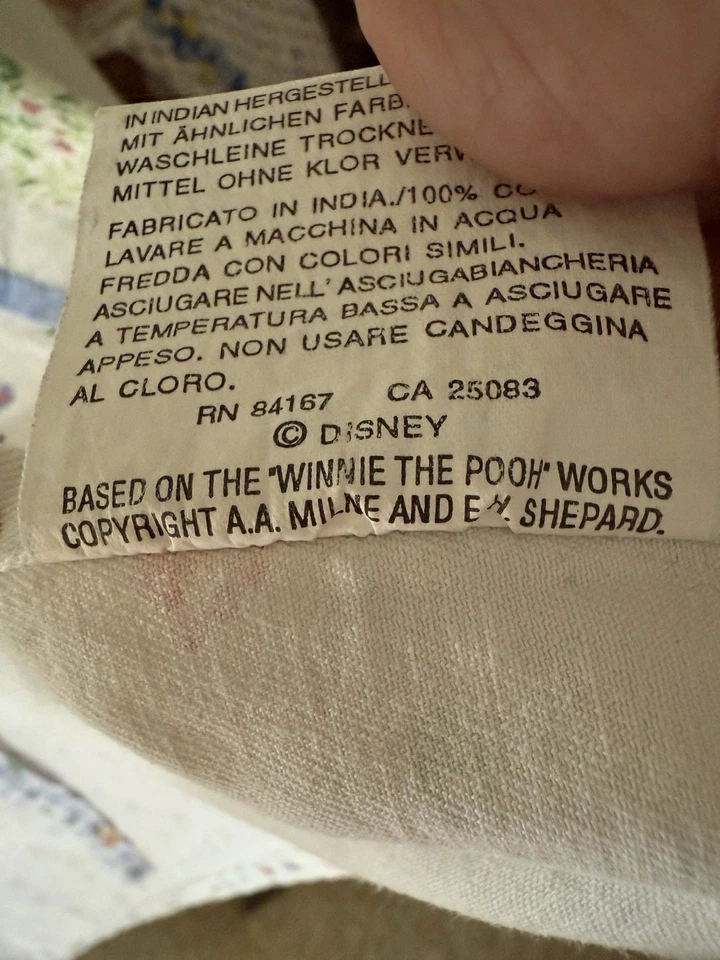 IN INDIAN HERGESTELL
MIT ÄHNLICHEN FARB.
WASCHLEINE TROCKNE
MITTEL OHNE KLOR VERW
FABRICATO IN INDIA./100% CO
LAVARE A MACCHINA IN ACQUA
FREDDA CON COLORI SIMILI.
ASCIUGARE NELL' ASCIUGABIANCHERIA
A TEMPERATURA BASSA A ASCIUGARE
APPESO. NON USARE CANDEGGINA
AL CLORO.
RN 84167 CA 25083
© DISNEY
BASED ON THE "WINNIE THE POOH" WORKS
COPYRIGHT A.A. MILNE AND E.H. SHEPARD.